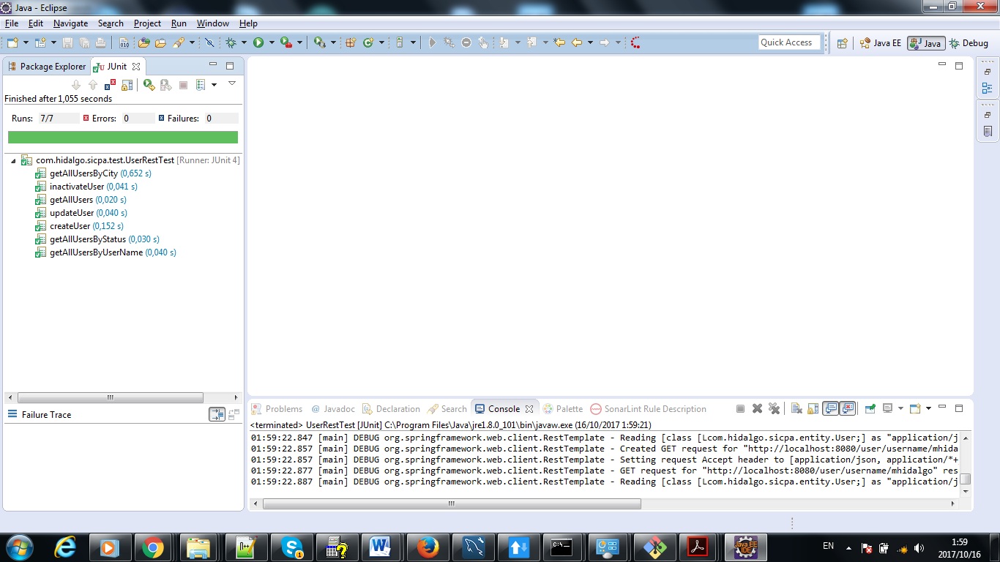 Java - Eclipse
File Edit Navigate Search Project Run Window Help
Quick Access Java EE Java Debug
Package Explorer JUnit
Finished after 1,055 seconds
Runs: 7/7 Errors: 0 Failures: 0
com.hidalgo.sicpa.test.UserRestTest [Runner: JUnit 4]
getAllUsersByCity (0,652 s)
inactivateUser (0,041 s)
getAllUsers (0,020 s)
updateUser (0,040 s)
createUser (0,152 s)
getAllUsersByStatus (0,030 s)
getAllUsersByUserName (0,040 s)
Failure Trace
Problems @ Javadoc Declaration Search Console Palette SonarLint Rule Description
<terminated> UserRestTest [JUnit] C:\Program Files\Java\jre1.8.0_101\bin\javaw.exe (16/10/2017 1:59:21)
01:59:22.847 [main] DEBUG org.springframework.web.client.RestTemplate - Reading [class [Lcom.hidalgo.sicpa.entity.User;] as "application/j
01:59:22.857 [main] DEBUG org.springframework.web.client.RestTemplate - Created GET request for "http://localhost:8080/user/username/mhida
01:59:22.857 [main] DEBUG org.springframework.web.client.RestTemplate - Setting request Accept header to [application/json, application/*+
01:59:22.877 [main] DEBUG org.springframework.web.client.RestTemplate - GET request for "http://localhost:8080/user/username/mhidalgo" res
01:59:22.887 [main] DEBUG org.springframework.web.client.RestTemplate - Reading [class [Lcom.hidalgo.sicpa.entity.User;] as "application/j
EN 1:59
2017/10/16